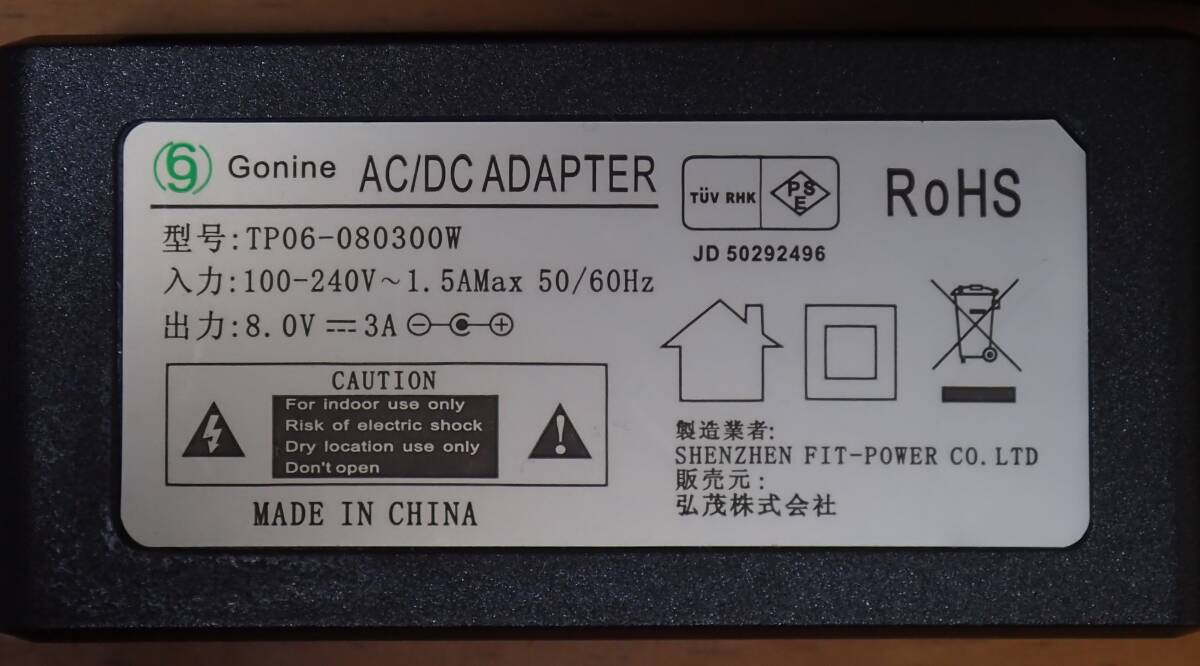 69 Gonine AC/DC ADAPTER
型号:TP06-080300W
入力:100-240V~1.5AMax 50/60Hz
出力:8.0V⎓3A
CAUTION
For indoor use only
Risk of electric shock
Dry location use only
Don't open
MADE IN CHINA
TÜV RHK PSE
JD 50292496
RoHS
製造業者:
SHENZHEN FIT-POWER CO.LTD
販売元:
弘茂株式会社